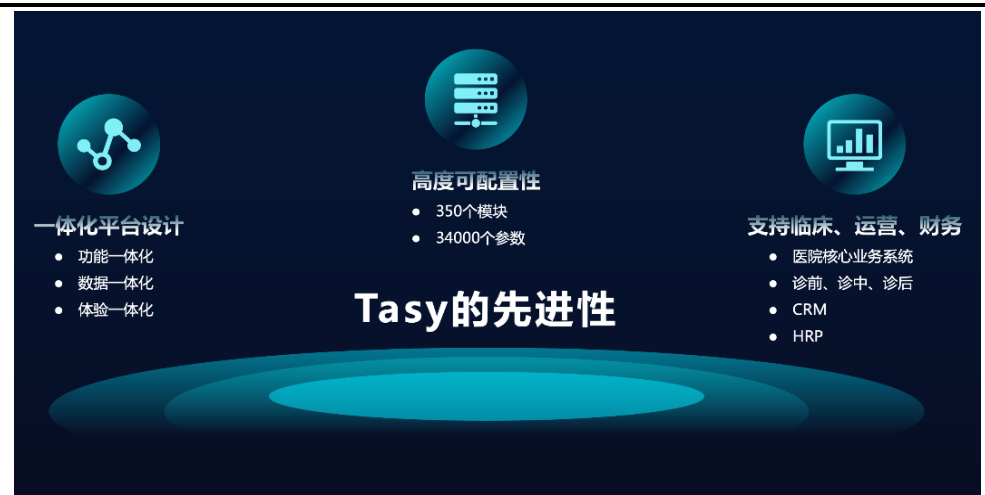 一体化平台设计
● 功能一体化
● 数据一体化
● 体验一体化
高度可配置性
● 350个模块
● 34000个参数
支持临床、运营、财务
● 医院核心业务系统
● 诊前、诊中、诊后
● CRM
● HRP
Tasy的先进性